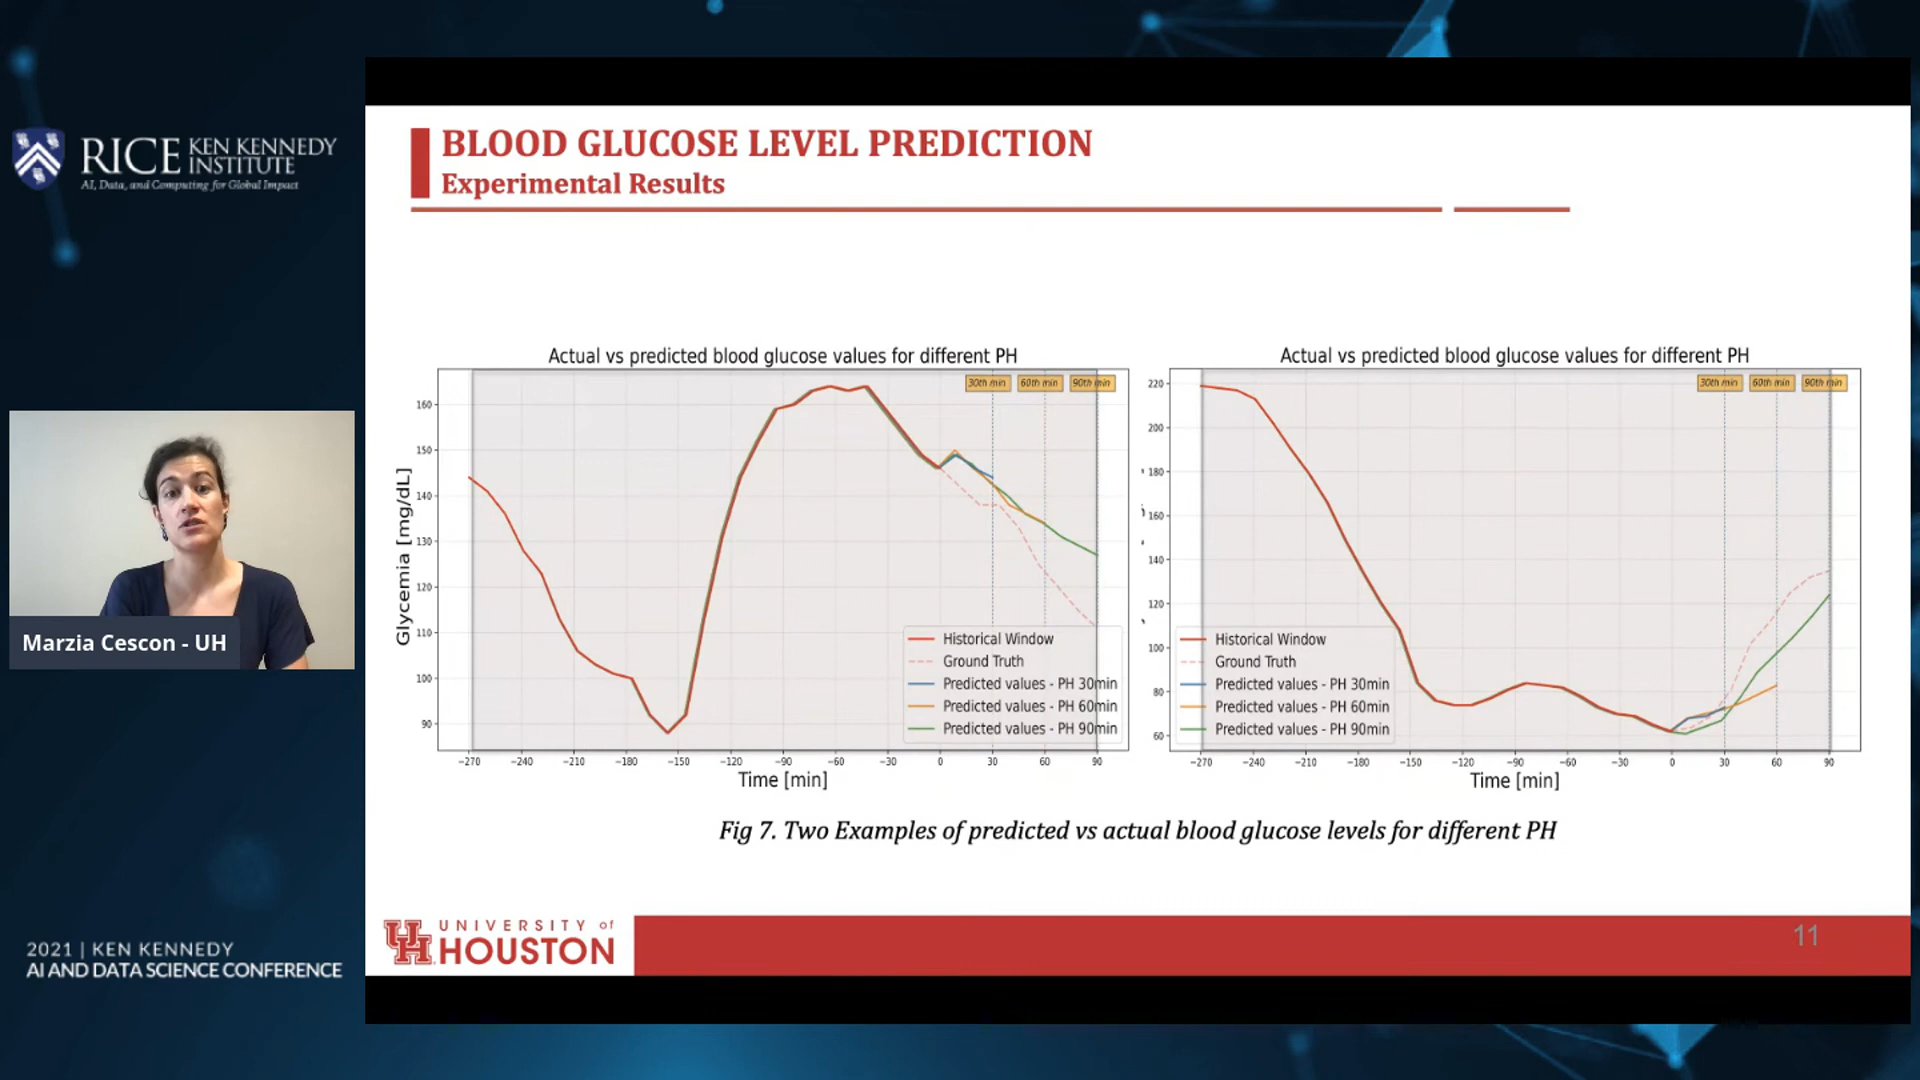 RICE KEN KENNEDY INSTITUTE
AI, Data, and Computing for Global Impact
Marzia Cescon - UH
2021 | KEN KENNEDY
AI AND DATA SCIENCE CONFERENCE
BLOOD GLUCOSE LEVEL PREDICTION
Experimental Results
Actual vs predicted blood glucose values for different PH
30th min 60th min 90th min
Glycemia [mg/dL]
160
150
140
130
120
110
100
90
Historical Window
Ground Truth
Predicted values - PH 30min
Predicted values - PH 60min
Predicted values - PH 90min
−270 −240 −210 −180 −150 −120 −90 −60 −30 0 30 60 90
Time [min]
Actual vs predicted blood glucose values for different PH
30th min 60th min 90th min
220
200
180
160
140
120
100
80
60
Historical Window
Ground Truth
Predicted values - PH 30min
Predicted values - PH 60min
Predicted values - PH 90min
−270 −240 −210 −180 −150 −120 −90 −60 −30 0 30 60 90
Time [min]
Fig 7. Two Examples of predicted vs actual blood glucose levels for different PH
UNIVERSITY of
HOUSTON
11